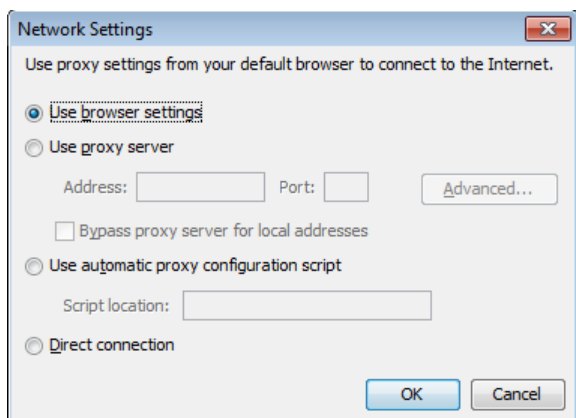 Network Settings
Use proxy settings from your default browser to connect to the Internet.
Use browser settings
Use proxy server
Address: Port: Advanced...
Bypass proxy server for local addresses
Use automatic proxy configuration script
Script location:
Direct connection
OK Cancel